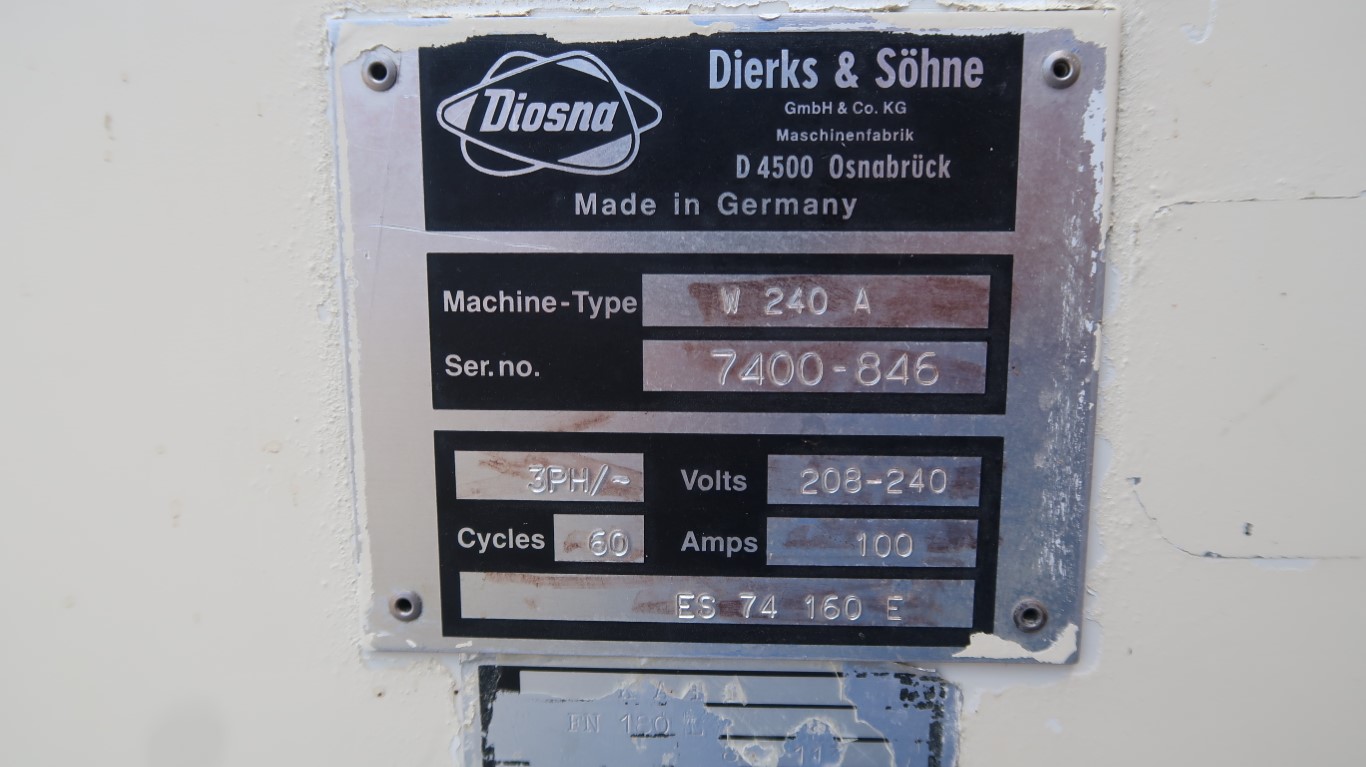 Diosna
Dierks & Söhne
GmbH & Co. KG
Maschinenfabrik
D 4500 Osnabrück
Made in Germany
Machine-Type W 240 A
Ser. no. 7400-846
3PH/~ Volts 208-240
Cycles 60 Amps 100
ES 74 160 E